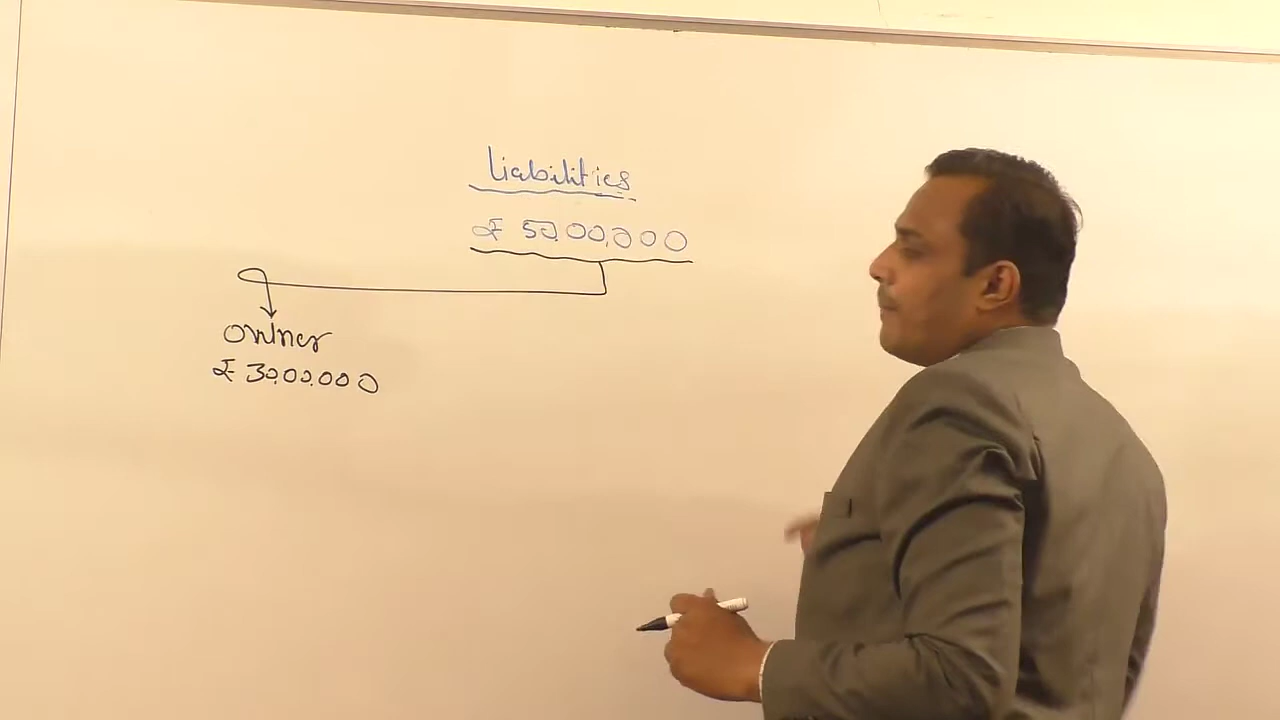 Liabilities
₹ 50,00,000
owner
₹ 30,00,000